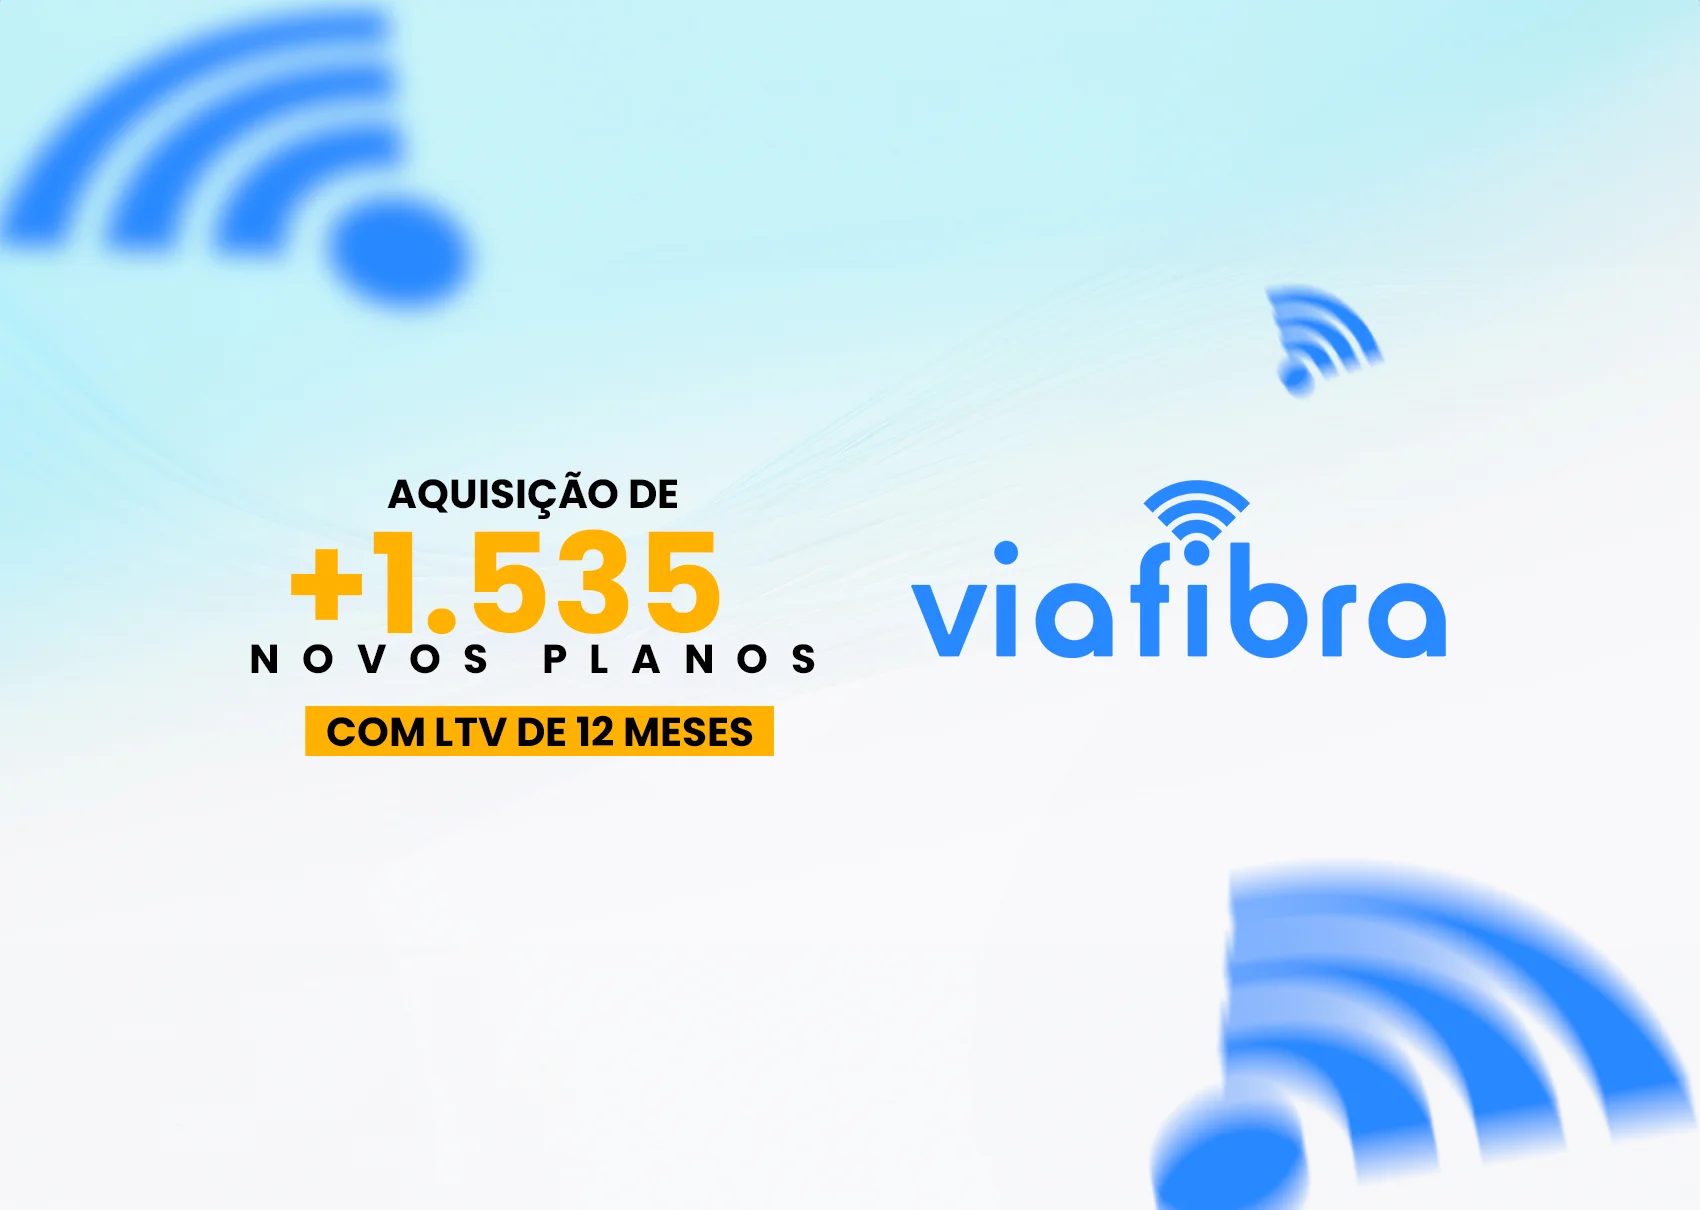 AQUISIÇÃO DE
+1.535
NOVOS PLANOS
COM LTV DE 12 MESES
viafibra